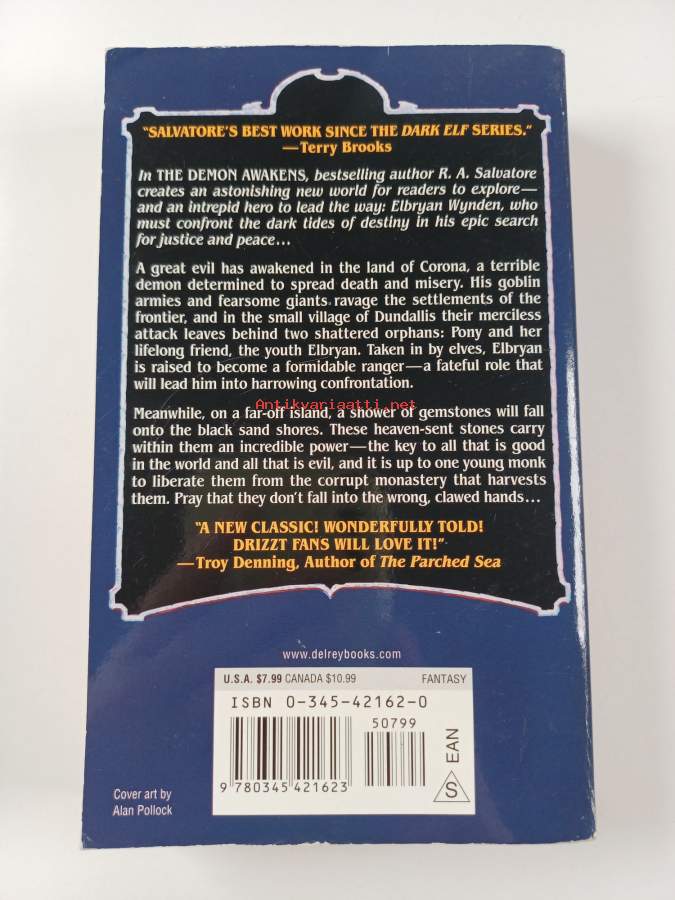 "SALVATORE'S BEST WORK SINCE THE DARK ELF SERIES."
—Terry Brooks
In THE DEMON AWAKENS, bestselling author R. A. Salvatore
creates an astonishing new world for readers to explore—
and an intrepid hero to lead the way: Elbryan Wynden, who
must confront the dark tides of destiny in his epic search
for justice and peace...
A great evil has awakened in the land of Corona, a terrible
demon determined to spread death and misery. His goblin
armies and fearsome giants ravage the settlements of the
frontier, and in the small village of Dundallis their merciless
attack leaves behind two shattered orphans: Pony and her
lifelong friend, the youth Elbryan. Taken in by elves, Elbryan
is raised to become a formidable ranger—a fateful role that
will lead him into harrowing confrontation.
Antikvariaatti.net
Meanwhile, on a far-off island, a shower of gemstones will fall
onto the black sand shores. These heaven-sent stones carry
within them an incredible power—the key to all that is good
in the world and all that is evil, and it is up to one young monk
to liberate them from the corrupt monastery that harvests
them. Pray that they don't fall into the wrong, clawed hands...
"A NEW CLASSIC! WONDERFULLY TOLD!
DRIZZT FANS WILL LOVE IT!"
—Troy Denning, Author of The Parched Sea
www.delreybooks.com
U.S.A. $7.99 CANADA $10.99 FANTASY
ISBN 0-345-42162-0
50799
9 780345 421623
S EAN
Cover art by
Alan Pollock